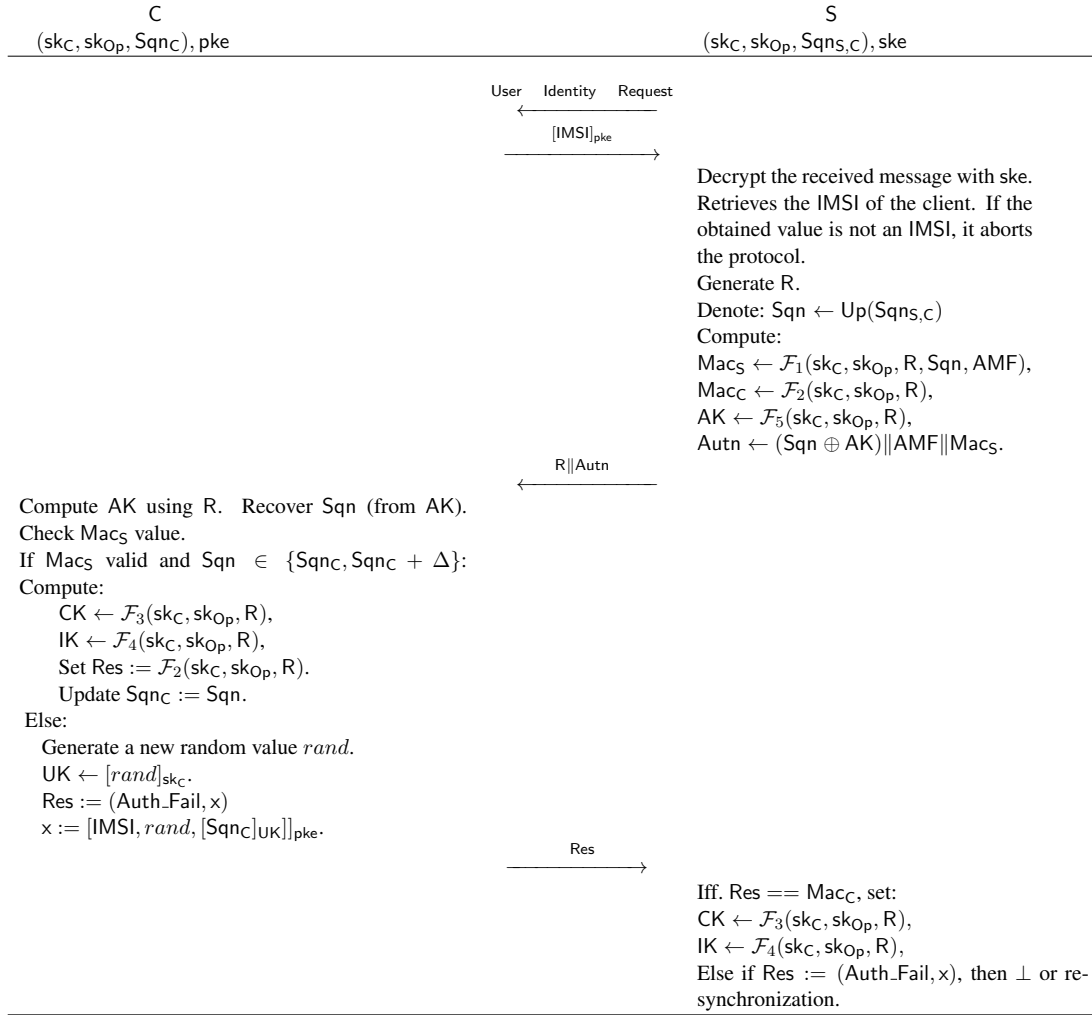 C
S
(sk_C, sk_Op, Sqn_C), pke
(sk_C, sk_Op, Sqn_S,C), ske
User Identity Request
←
[IMSI]_pke
→
Decrypt the received message with ske.
Retrieves the IMSI of the client. If the
obtained value is not an IMSI, it aborts
the protocol.
Generate R.
Denote: Sqn ← Up(Sqn_S,C)
Compute:
Mac_S ← F_1(sk_C, sk_Op, R, Sqn, AMF),
Mac_C ← F_2(sk_C, sk_Op, R),
AK ← F_5(sk_C, sk_Op, R),
Autn ← (Sqn ⊕ AK)‖AMF‖Mac_S.
R‖Autn
←
Compute AK using R. Recover Sqn (from AK).
Check Mac_S value.
If Mac_S valid and Sqn ∈ {Sqn_C, Sqn_C + Δ}:
Compute:
CK ← F_3(sk_C, sk_Op, R),
IK ← F_4(sk_C, sk_Op, R),
Set Res := F_2(sk_C, sk_Op, R).
Update Sqn_C := Sqn.
Else:
Generate a new random value rand.
UK ← [rand]_sk_C.
Res := (Auth_Fail, x)
x := [IMSI, rand, [Sqn_C]_UK]]_pke.
Res
→
Iff. Res == Mac_C, set:
CK ← F_3(sk_C, sk_Op, R),
IK ← F_4(sk_C, sk_Op, R),
Else if Res := (Auth_Fail, x), then ⊥ or re-
synchronization.